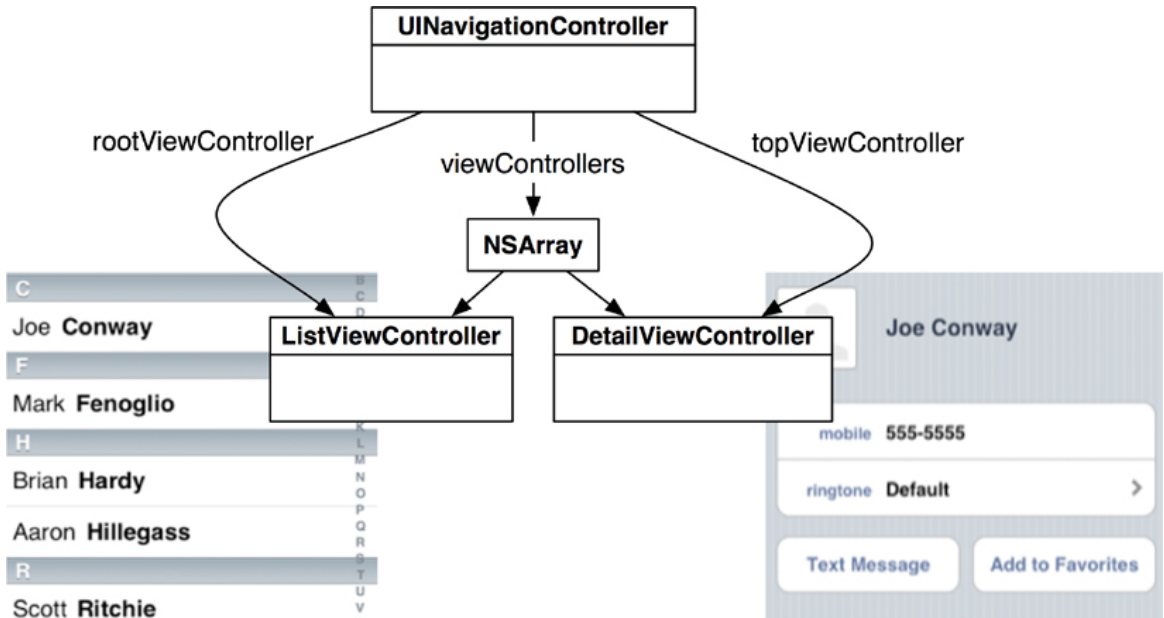 UINavigationController
rootViewController
viewControllers
topViewController
NSArray
ListViewController
DetailViewController
C
Joe Conway
F
Mark Fenoglio
H
Brian Hardy
Aaron Hillegass
R
Scott Ritchie
B
C
D
K
L
M
N
O
P
Q
R
S
T
U
V
Joe Conway
mobile 555-5555
ringtone Default
Text Message
Add to Favorites